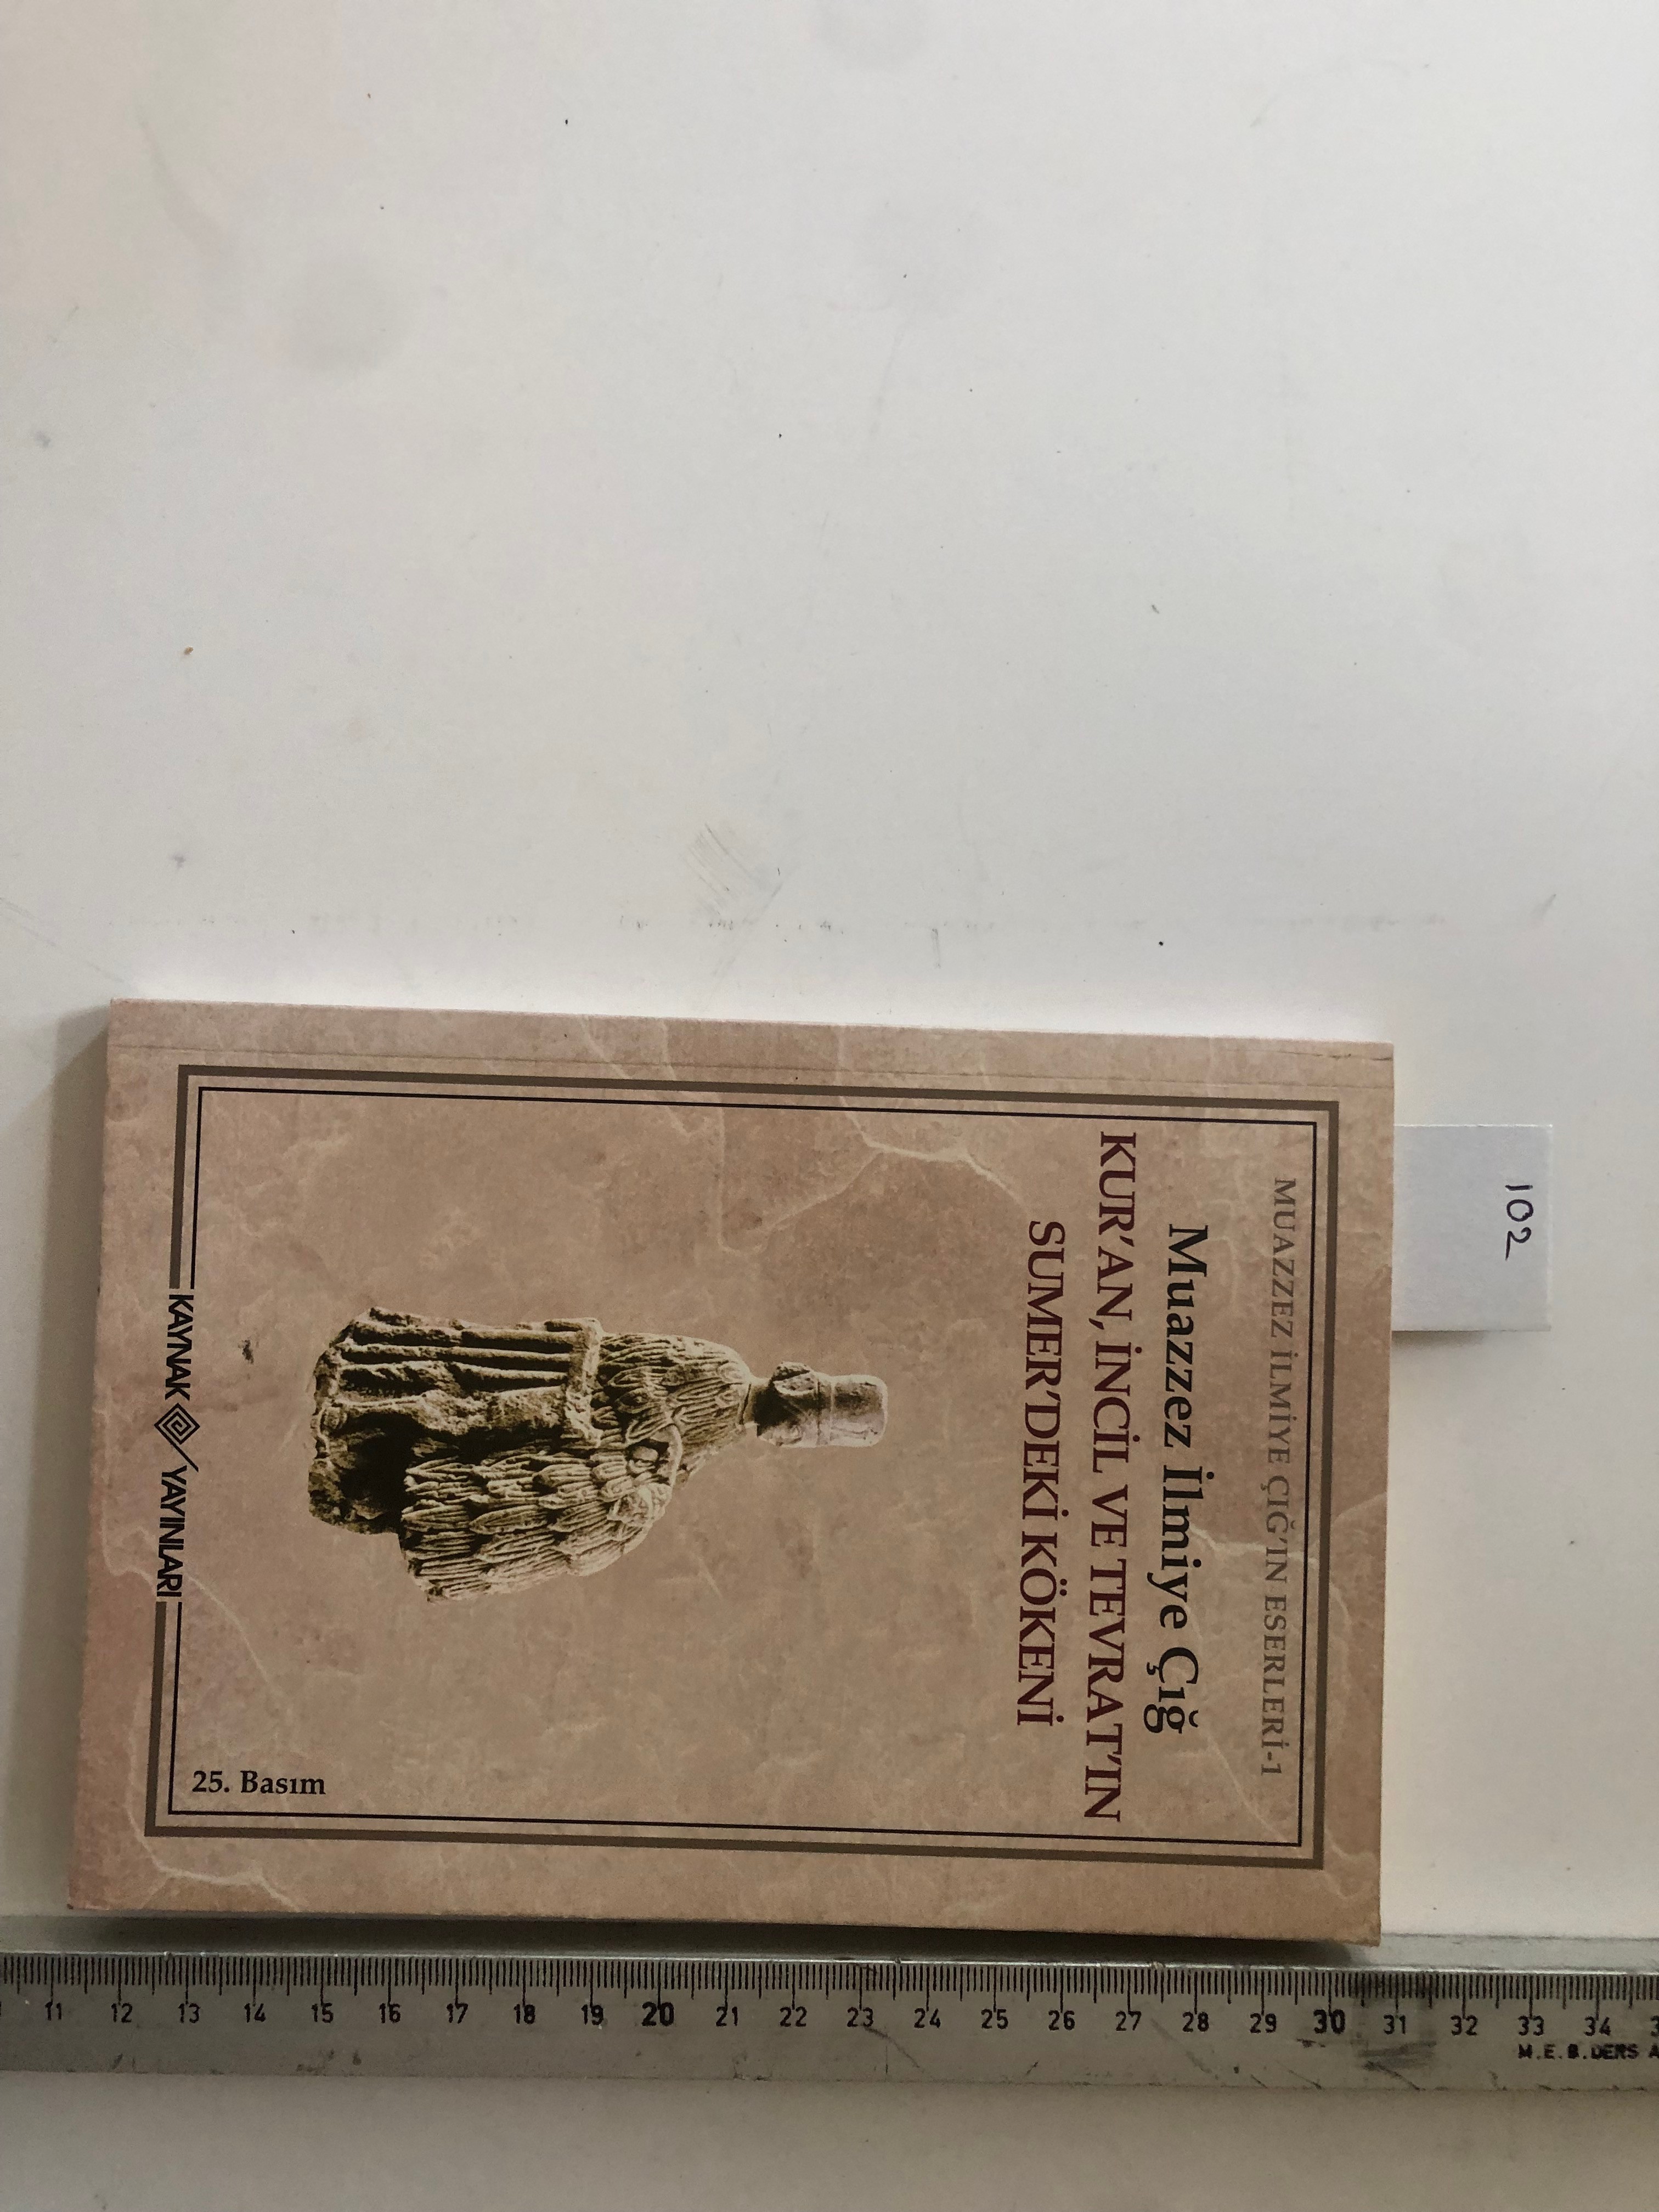 102
MUAZZEZ İLMİYE ÇIĞ'IN ESERLERİ-1
Muazzez İlmiye Çığ
KUR'AN, İNCİL VE TEVRAT'IN
SUMER'DEKİ KÖKENİ
KAYNAK YAYINLARI
25. Basım
11 12 13 14 15 16 17 18 19 20 21 22 23 24 25 26 27 28 29 30 31 32 33 34
M.E.B. DERS A